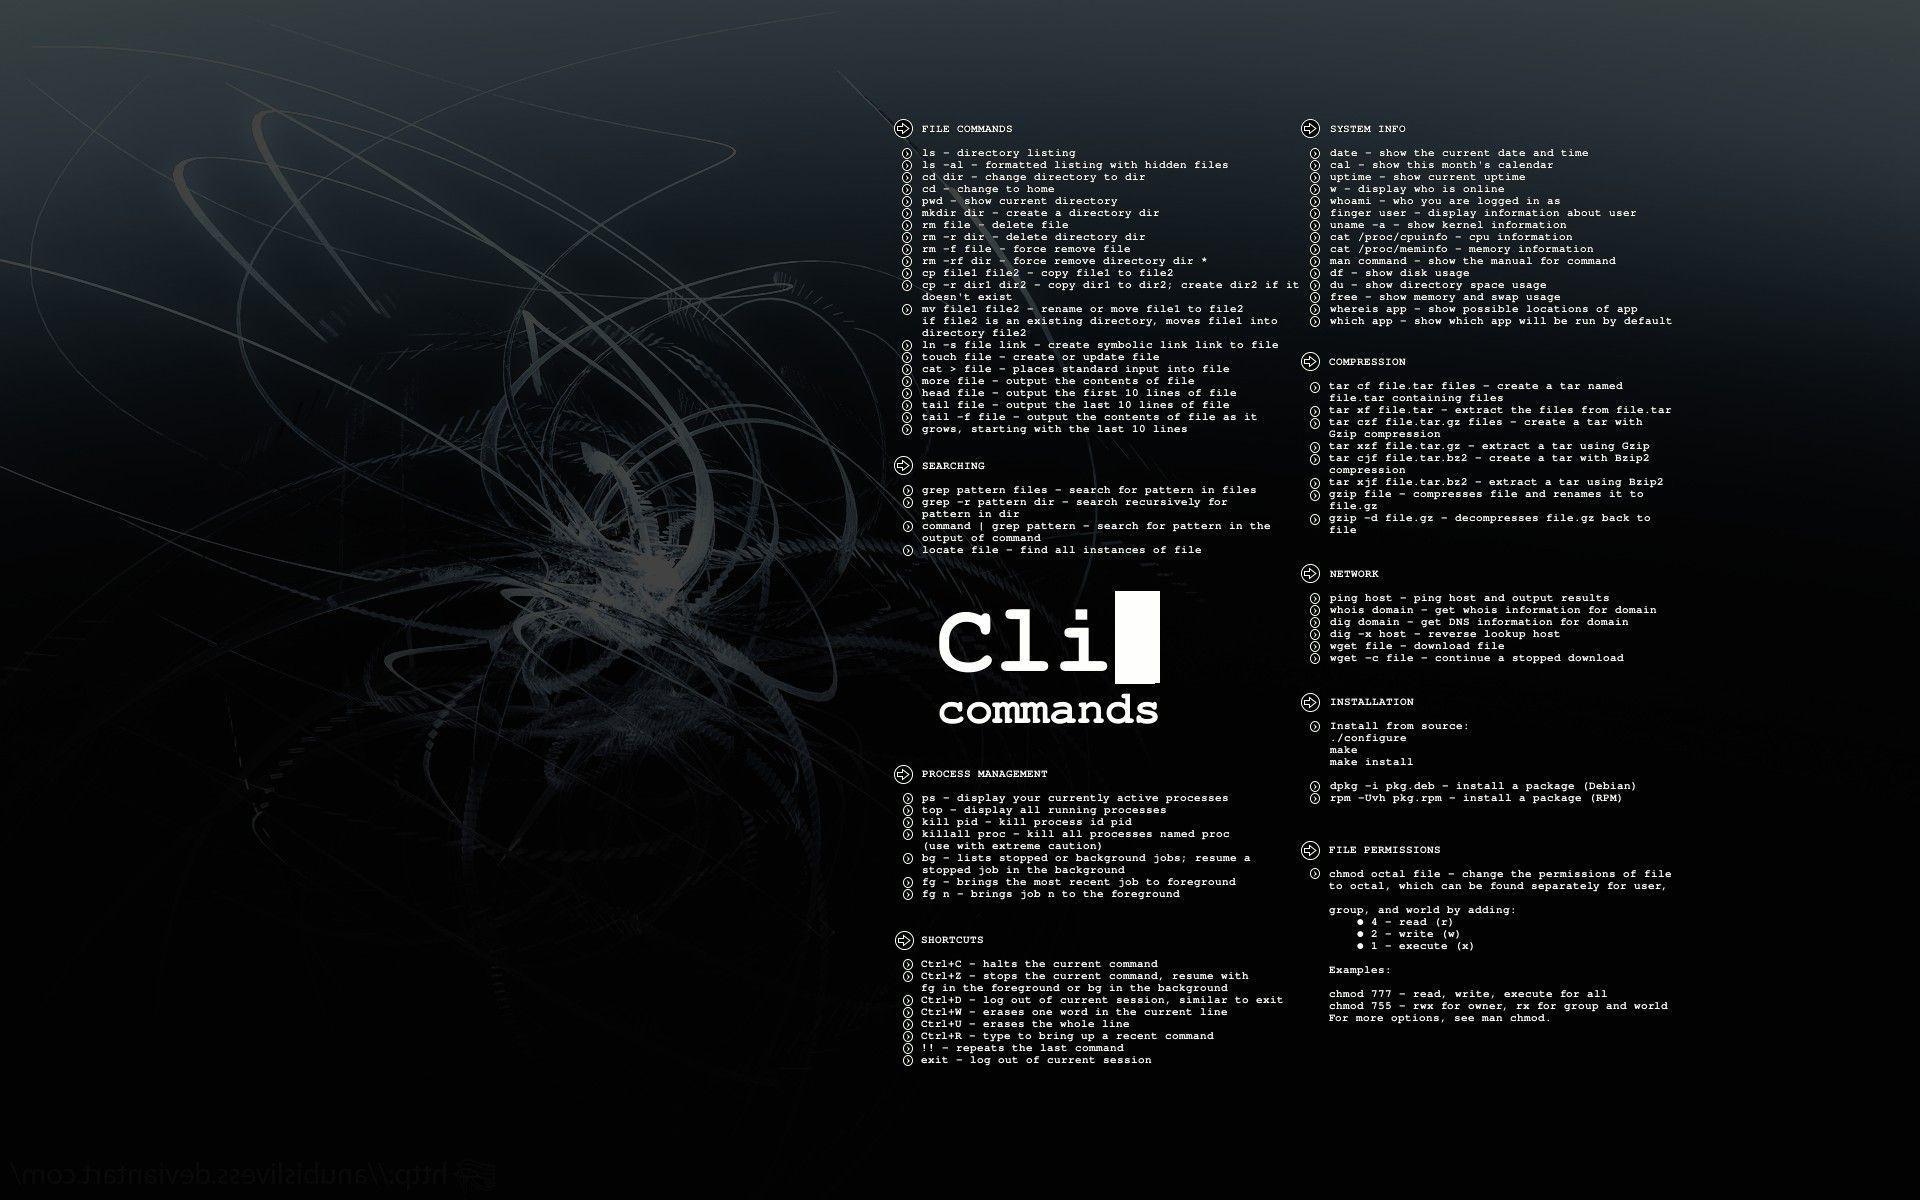 FILE COMMANDS
ls - directory listing
ls -al - formatted listing with hidden files
cd dir - change directory to dir
cd - change to home
pwd - show current directory
mkdir dir - create a directory dir
rm file - delete file
rm -r dir - delete directory dir
rm -f file - force remove file
rm -rf dir - force remove directory dir *
cp file1 file2 - copy file1 to file2
cp -r dir1 dir2 - copy dir1 to dir2; create dir2 if it
doesn't exist
mv file1 file2 - rename or move file1 to file2
if file2 is an existing directory, moves file1 into
directory file2
ln -s file link - create symbolic link link to file
touch file - create or update file
cat > file - places standard input into file
more file - output the contents of file
head file - output the first 10 lines of file
tail file - output the last 10 lines of file
tail -f file - output the contents of file as it
grows, starting with the last 10 lines
SEARCHING
grep pattern files - search for pattern in files
grep -r pattern dir - search recursively for
pattern in dir
command | grep pattern - search for pattern in the
output of command
locate file - find all instances of file
Cli
commands
PROCESS MANAGEMENT
ps - display your currently active processes
top - display all running processes
kill pid - kill process id pid
killall proc - kill all processes named proc
(use with extreme caution)
bg - lists stopped or background jobs; resume a
stopped job in the background
fg - brings the most recent job to foreground
fg n - brings job n to the foreground
SHORTCUTS
Ctrl+C - halts the current command
Ctrl+Z - stops the current command, resume with
fg in the foreground or bg in the background
Ctrl+D - log out of current session, similar to exit
Ctrl+W - erases one word in the current line
Ctrl+U - erases the whole line
Ctrl+R - type to bring up a recent command
!! - repeats the last command
exit - log out of current session
SYSTEM INFO
date - show the current date and time
cal - show this month's calendar
uptime - show current uptime
w - display who is online
whoami - who you are logged in as
finger user - display information about user
uname -a - show kernel information
cat /proc/cpuinfo - cpu information
cat /proc/meminfo - memory information
man command - show the manual for command
df - show disk usage
du - show directory space usage
free - show memory and swap usage
whereis app - show possible locations of app
which app - show which app will be run by default
COMPRESSION
tar cf file.tar files - create a tar named
file.tar containing files
tar xf file.tar - extract the files from file.tar
tar czf file.tar.gz files - create a tar with
Gzip compression
tar xzf file.tar.gz - extract a tar using Gzip
tar cjf file.tar.bz2 - create a tar with Bzip2
compression
tar xjf file.tar.bz2 - extract a tar using Bzip2
gzip file - compresses file and renames it to
file.gz
gzip -d file.gz - decompresses file.gz back to
file
NETWORK
ping host - ping host and output results
whois domain - get whois information for domain
dig domain - get DNS information for domain
dig -x host - reverse lookup host
wget file - download file
wget -c file - continue a stopped download
INSTALLATION
Install from source:
./configure
make
make install
dpkg -i pkg.deb - install a package (Debian)
rpm -Uvh pkg.rpm - install a package (RPM)
FILE PERMISSIONS
chmod octal file - change the permissions of file
to octal, which can be found separately for user,
group, and world by adding:
● 4 - read (r)
● 2 - write (w)
● 1 - execute (x)
Examples:
chmod 777 - read, write, execute for all
chmod 755 - rwx for owner, rx for group and world
For more options, see man chmod.
http://anubislivess.deviantart.com/